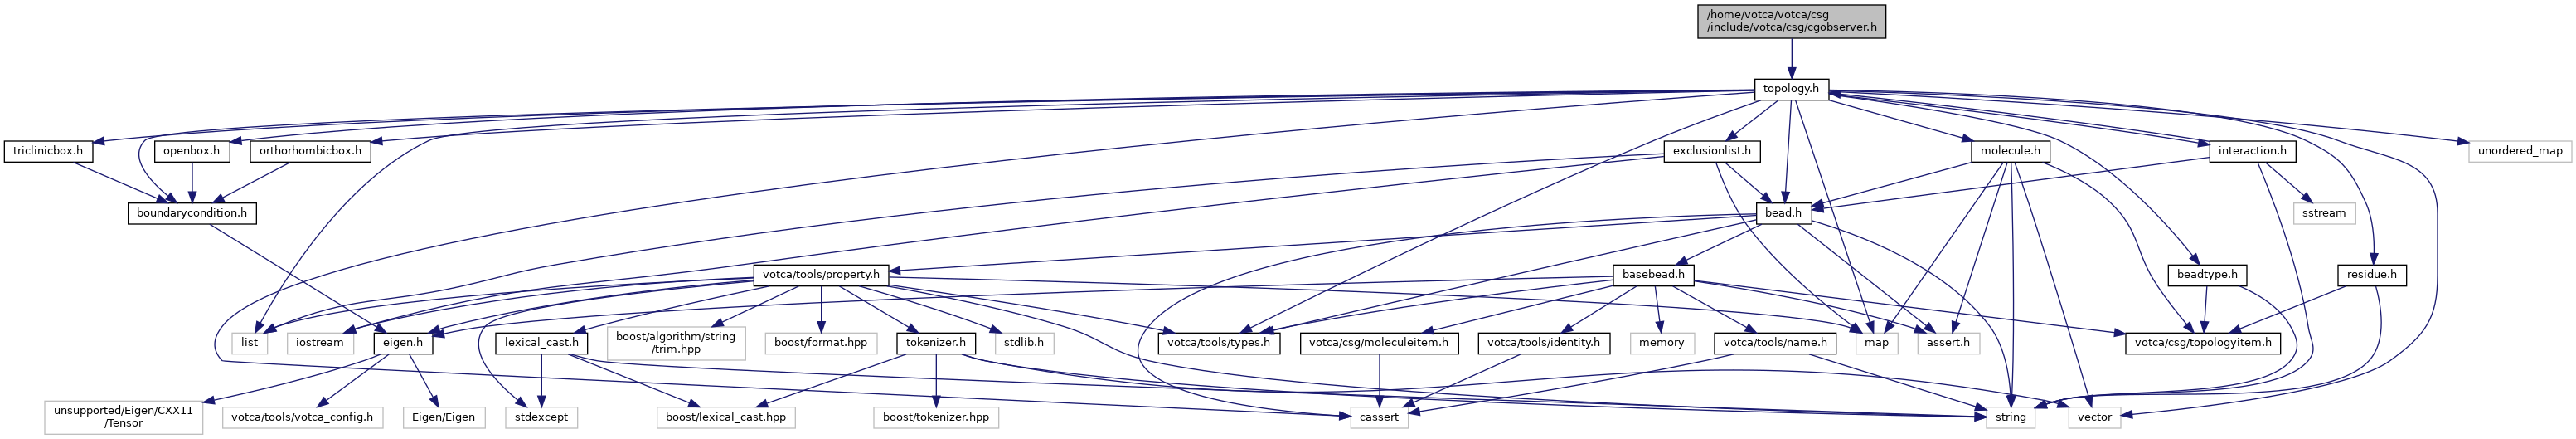 /home/votca/votca/csg
/include/votca/csg/cgobserver.h
topology.h
triclinicbox.h
openbox.h
orthorhombicbox.h
exclusionlist.h
molecule.h
interaction.h
unordered_map
boundarycondition.h
bead.h
sstream
votca/tools/property.h
basebead.h
beadtype.h
residue.h
list
iostream
eigen.h
lexical_cast.h
boost/algorithm/string
/trim.hpp
boost/format.hpp
tokenizer.h
stdlib.h
votca/tools/types.h
votca/csg/moleculeitem.h
votca/tools/identity.h
memory
votca/tools/name.h
map
assert.h
votca/csg/topologyitem.h
unsupported/Eigen/CXX11
/Tensor
votca/tools/votca_config.h
Eigen/Eigen
stdexcept
boost/lexical_cast.hpp
boost/tokenizer.hpp
cassert
string
vector